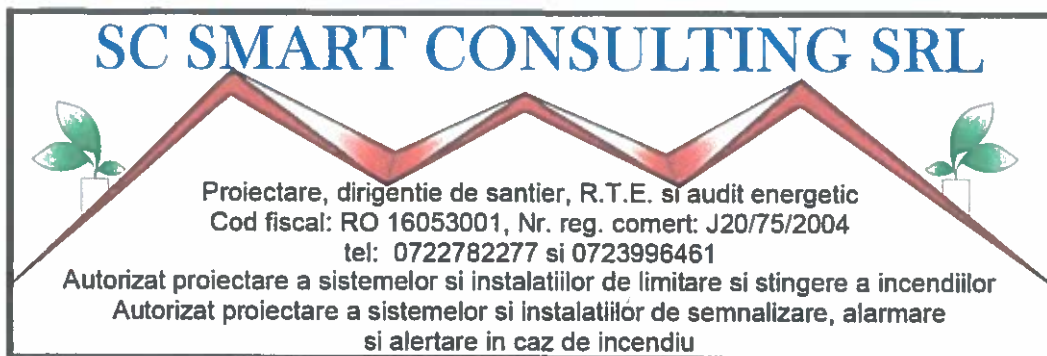 SC SMART CONSULTING SRL
Proiectare, dirigentie de santier, R.T.E. si audit energetic
Cod fiscal: RO 16053001, Nr. reg. comert: J20/75/2004
tel: 0722782277 si 0723996461
Autorizat proiectare a sistemelor si instalatiilor de limitare si stingere a incendiilor
Autorizat proiectare a sistemelor si instalatiilor de semnalizare, alarmare
si alertare in caz de incendiu